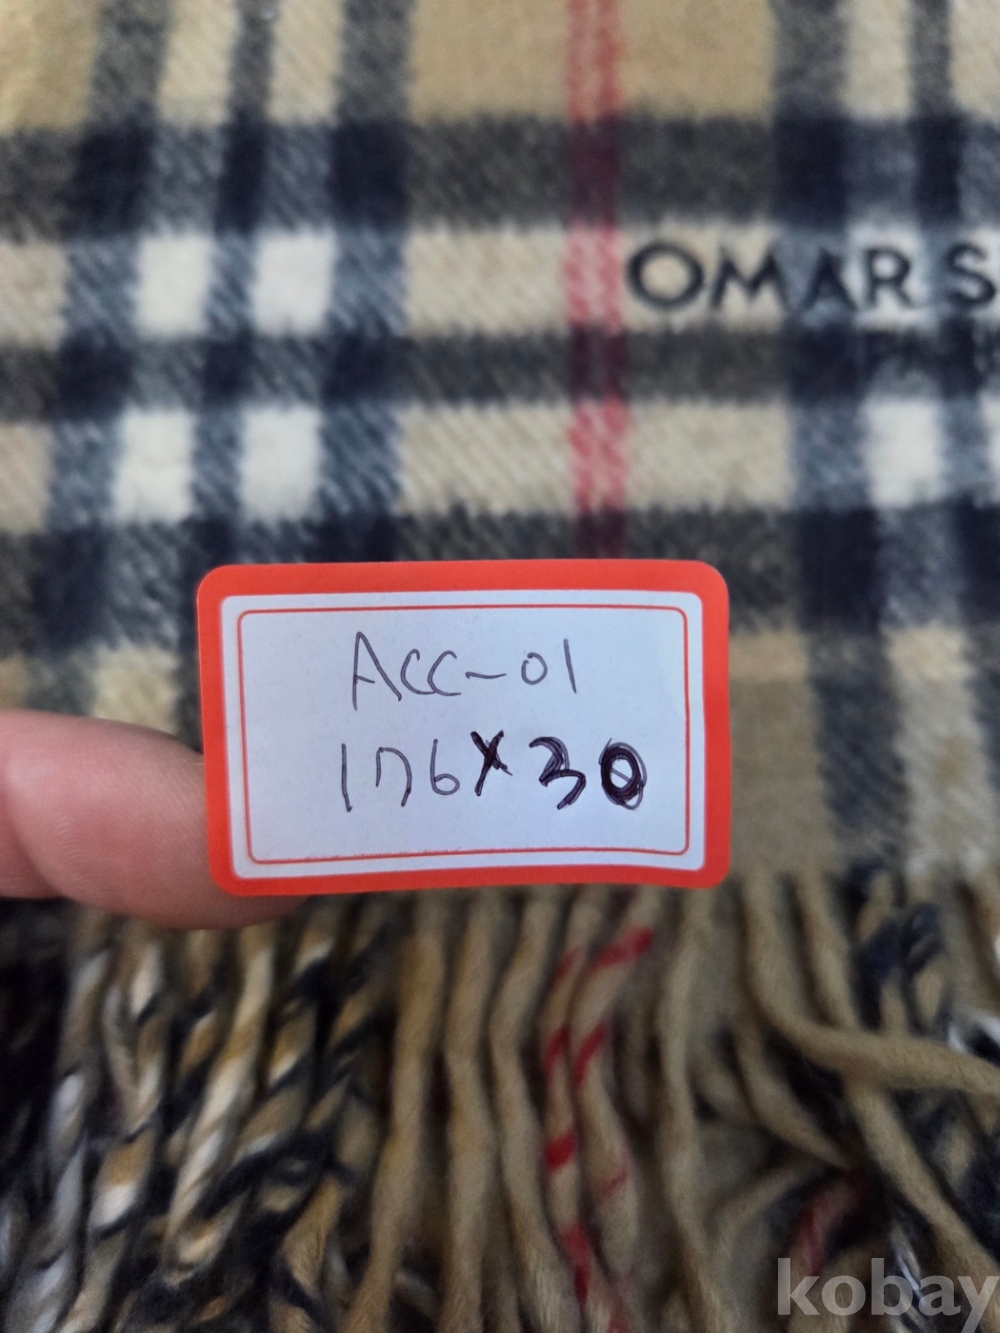 OMAR S
ACC-01
176X30
kobay